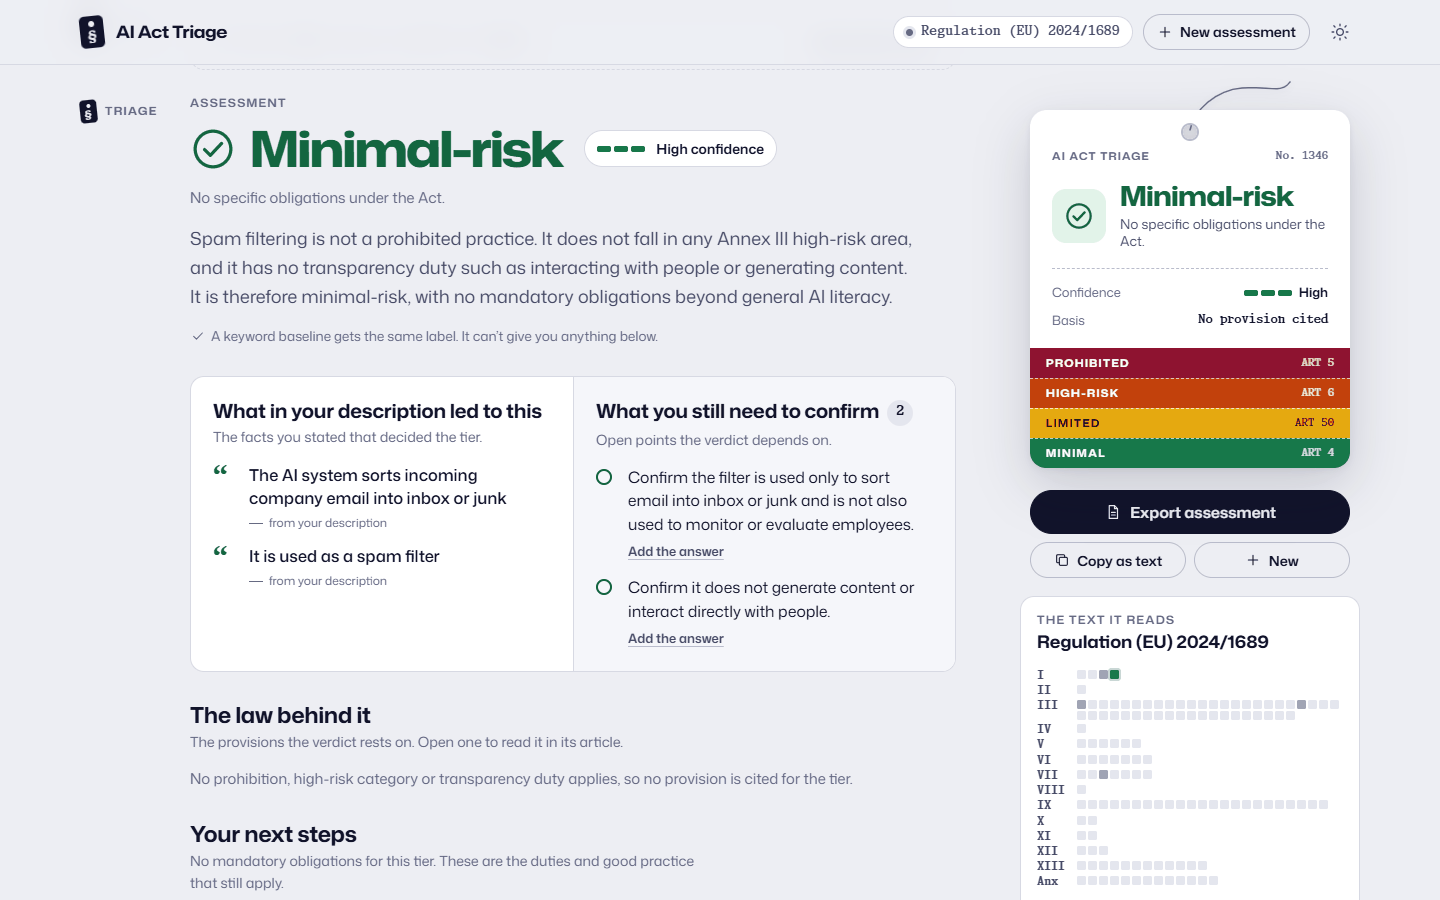 AI Act Triage
Regulation (EU) 2024/1689
New assessment
TRIAGE
ASSESSMENT
Minimal-risk
High confidence
No specific obligations under the Act.
Spam filtering is not a prohibited practice. It does not fall in any Annex III high-risk area,
and it has no transparency duty such as interacting with people or generating content.
It is therefore minimal-risk, with no mandatory obligations beyond general AI literacy.
A keyword baseline gets the same label. It can't give you anything below.
What in your description led to this
The facts you stated that decided the tier.
“ The AI system sorts incoming
company email into inbox or junk
— from your description
“ It is used as a spam filter
— from your description
What you still need to confirm 2
Open points the verdict depends on.
Confirm the filter is used only to sort
email into inbox or junk and is not also
used to monitor or evaluate employees.
Add the answer
Confirm it does not generate content or
interact directly with people.
Add the answer
The law behind it
The provisions the verdict rests on. Open one to read it in its article.
No prohibition, high-risk category or transparency duty applies, so no provision is cited for the tier.
Your next steps
No mandatory obligations for this tier. These are the duties and good practice
that still apply.
AI ACT TRIAGE No. 1346
Minimal-risk
No specific obligations under the
Act.
Confidence High
Basis No provision cited
PROHIBITED ART 5
HIGH-RISK ART 6
LIMITED ART 50
MINIMAL ART 4
Export assessment
Copy as text
New
THE TEXT IT READS
Regulation (EU) 2024/1689
I
II
III
IV
V
VI
VII
VIII
IX
X
XI
XII
XIII
Anx